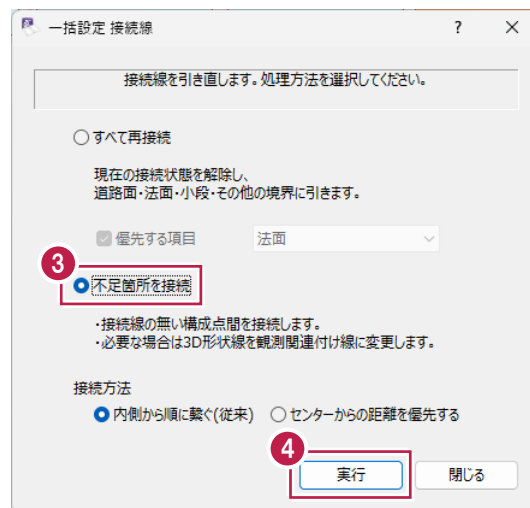 一括設定 接続線
?
接続線を引き直します。処理方法を選択してください。
すべて再接続
現在の接続状態を解除し、
道路面・法面・小段・その他の境界に引きます。
優先する項目 法面
3
不足箇所を接続
・接続線の無い構成点間を接続します。
・必要な場合は3D形状線を観測関連付け線に変更します。
接続方法
内側から順に繋ぐ(従来) センターからの距離を優先する
4
実行 閉じる